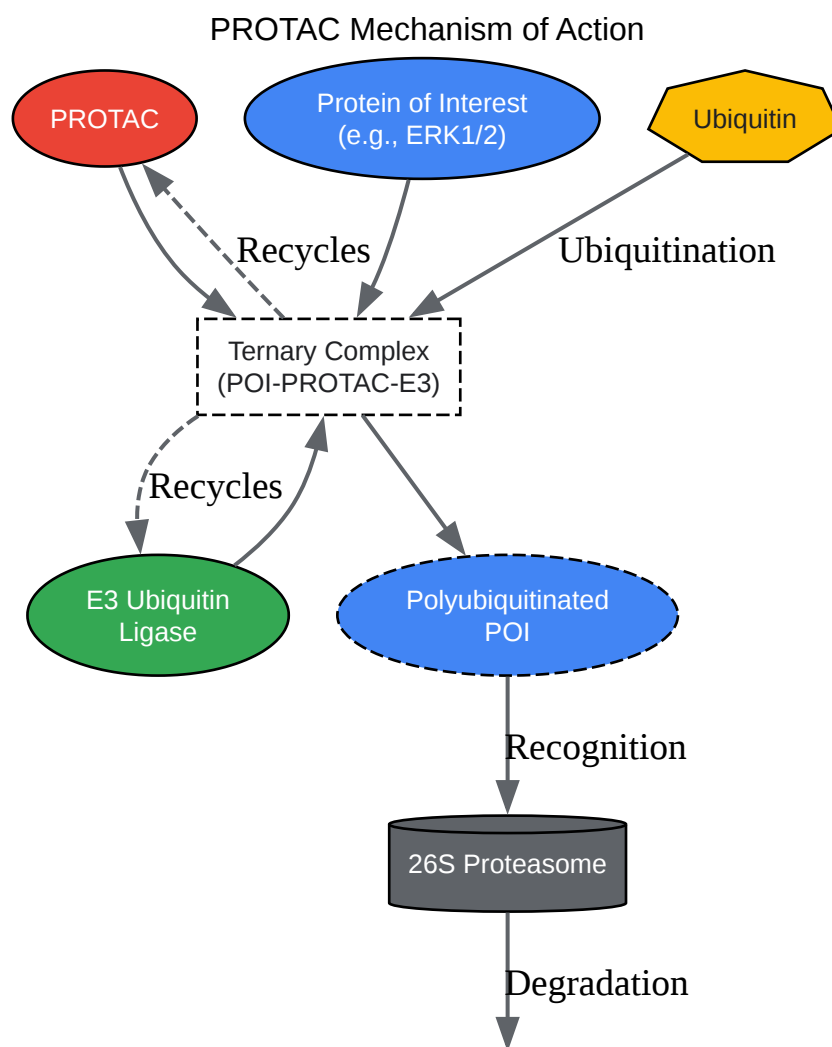 PROTAC Mechanism of Action
PROTAC
Protein of Interest
(e.g., ERK1/2)
Ubiquitin
Recycles
Ubiquitination
Ternary Complex
(POI-PROTAC-E3)
Recycles
E3 Ubiquitin
Ligase
Polyubiquitinated
POI
Recognition
26S Proteasome
Degradation